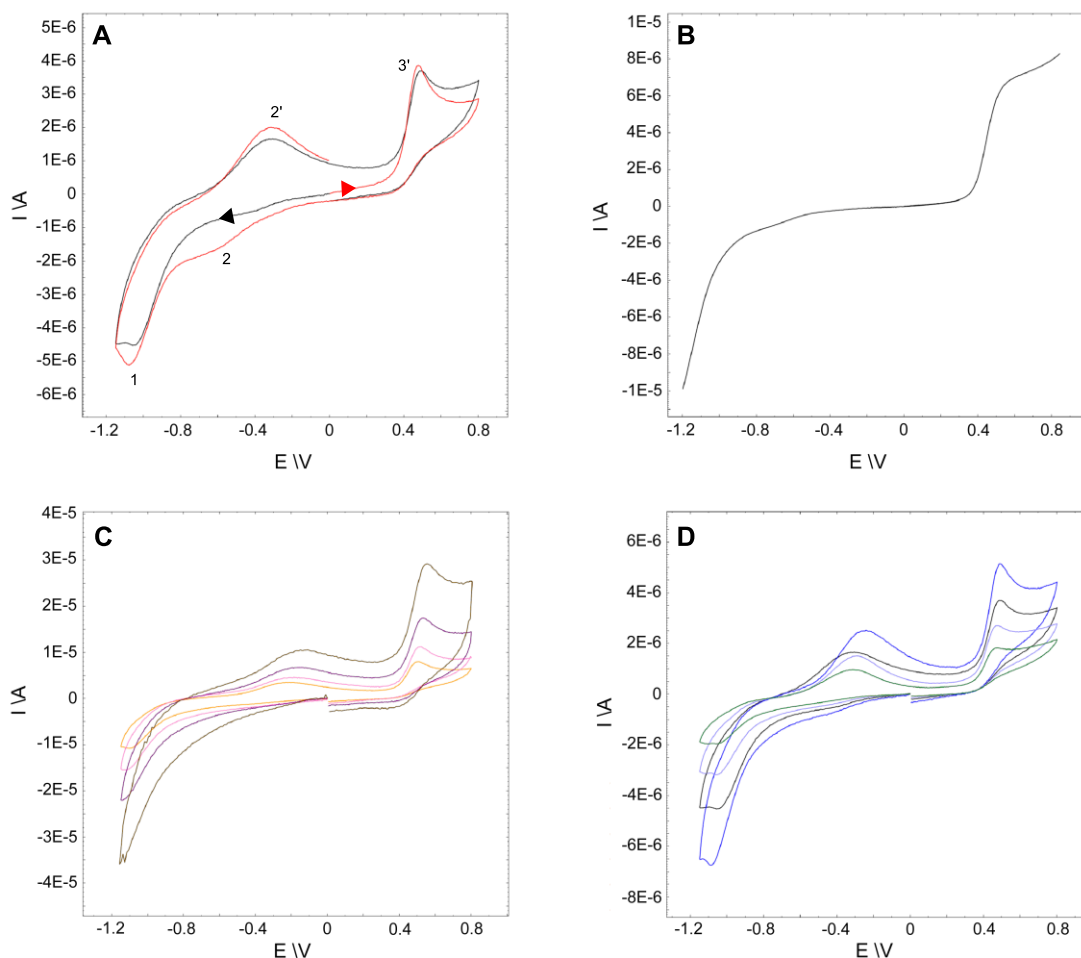 A
5E-6
4E-6
3E-6
2E-6
1E-6
0
-1E-6
-2E-6
-3E-6
-4E-6
-5E-6
-6E-6
I \A
3'
2'
2
1
-1.2
-0.8
-0.4
0
0.4
0.8
E \V
B
1E-5
8E-6
6E-6
4E-6
2E-6
0
-2E-6
-4E-6
-6E-6
-8E-6
-1E-5
I \A
-1.2
-0.8
-0.4
0
0.4
0.8
E \V
C
4E-5
3E-5
2E-5
1E-5
0
-1E-5
-2E-5
-3E-5
-4E-5
I \A
-1.2
-0.8
-0.4
0
0.4
0.8
E \V
D
6E-6
4E-6
2E-6
0
-2E-6
-4E-6
-6E-6
-8E-6
I \A
-1.2
-0.8
-0.4
0
0.4
0.8
E \V